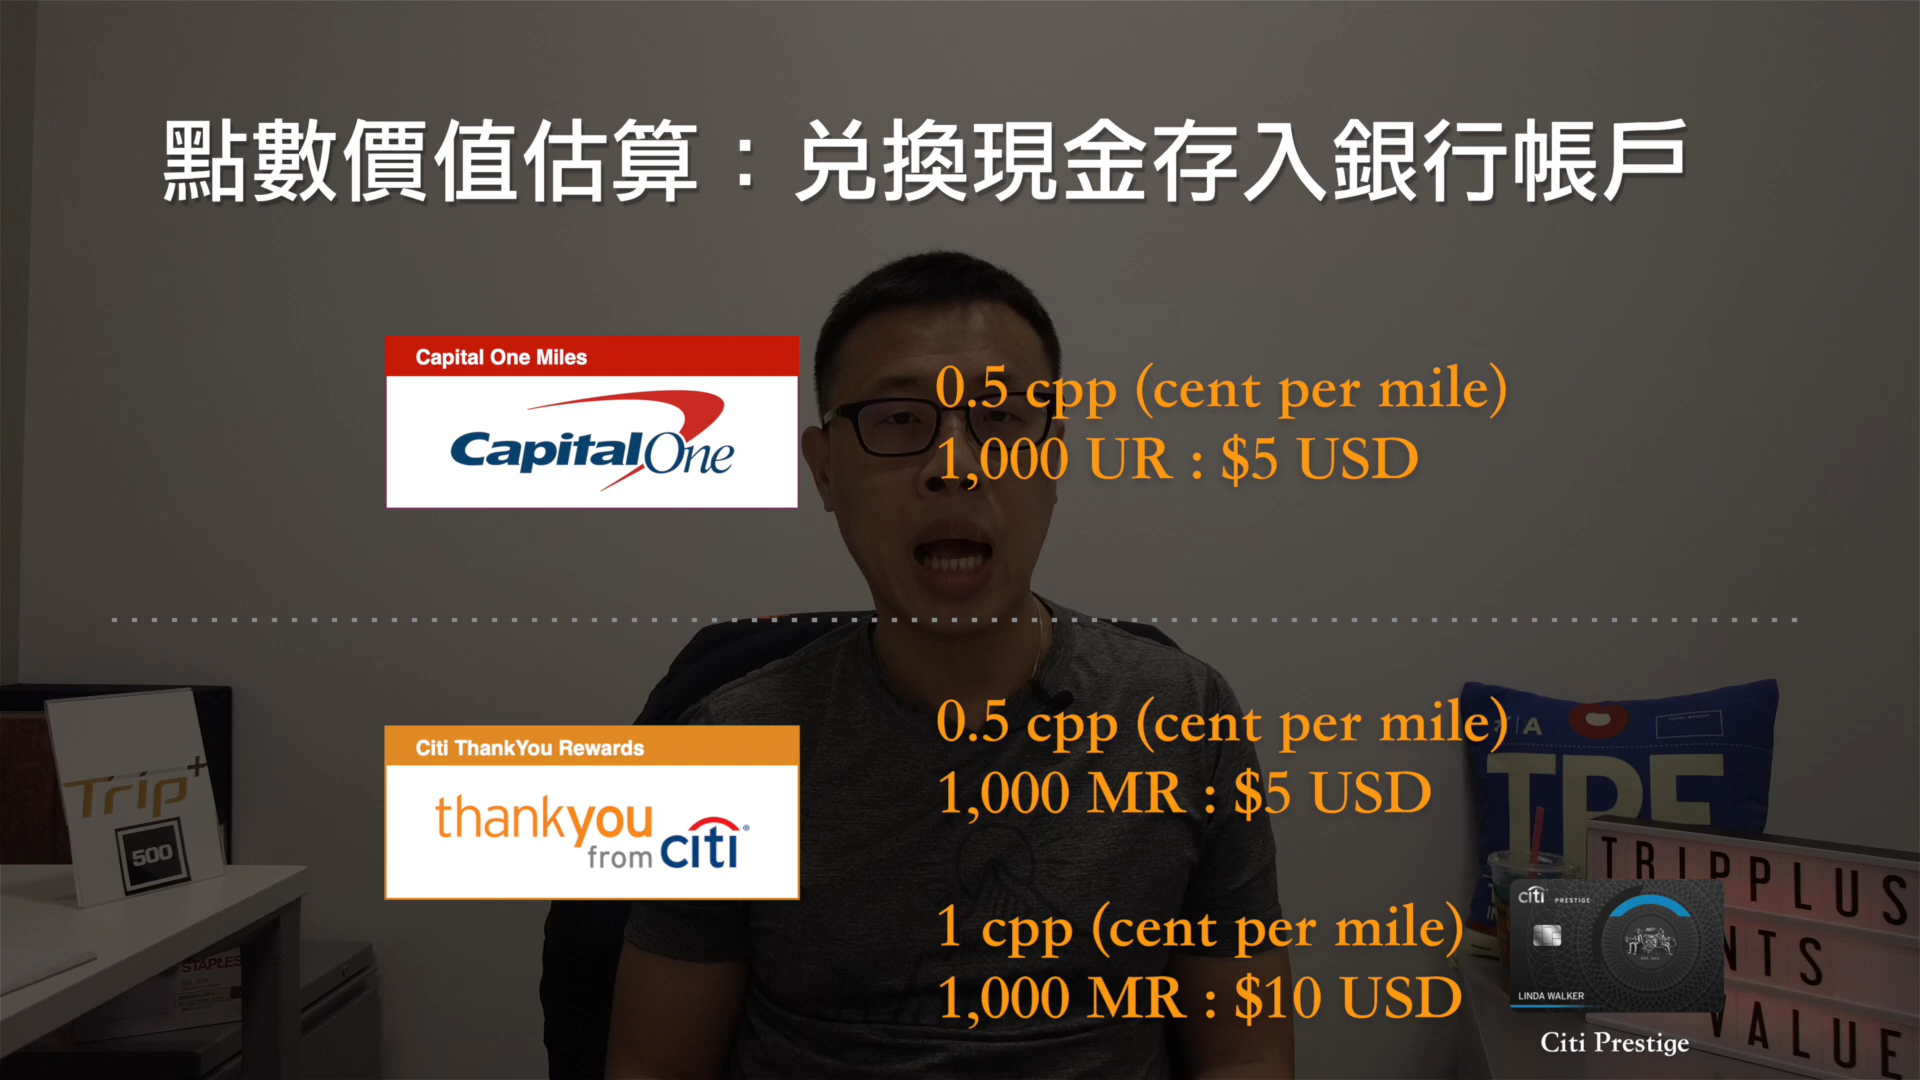 點數價值估算：兌換現金存入銀行帳戶
Capital One Miles
CapitalOne
0.5 cpp (cent per mile)
1,000 UR : $5 USD
Citi ThankYou Rewards
thankyou
from citi
0.5 cpp (cent per mile)
1,000 MR : $5 USD
1 cpp (cent per mile)
1,000 MR : $10 USD
citi PRESTIGE
LINDA WALKER
Citi Prestige
Trip+
500
STAPLES
TPE
TRIPPLUS
NTS
VALUE